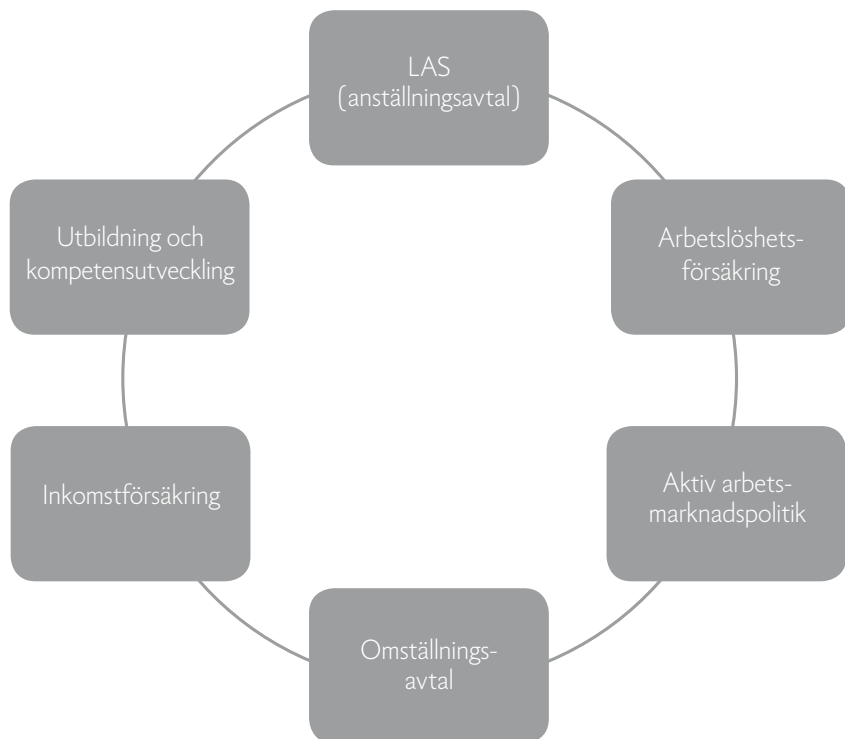 LAS
(anställningsavtal)
Arbetslöshets-
försäkring
Aktiv arbets-
marknadspolitik
Omställnings-
avtal
Inkomstförsäkring
Utbildning och
kompetensutveckling